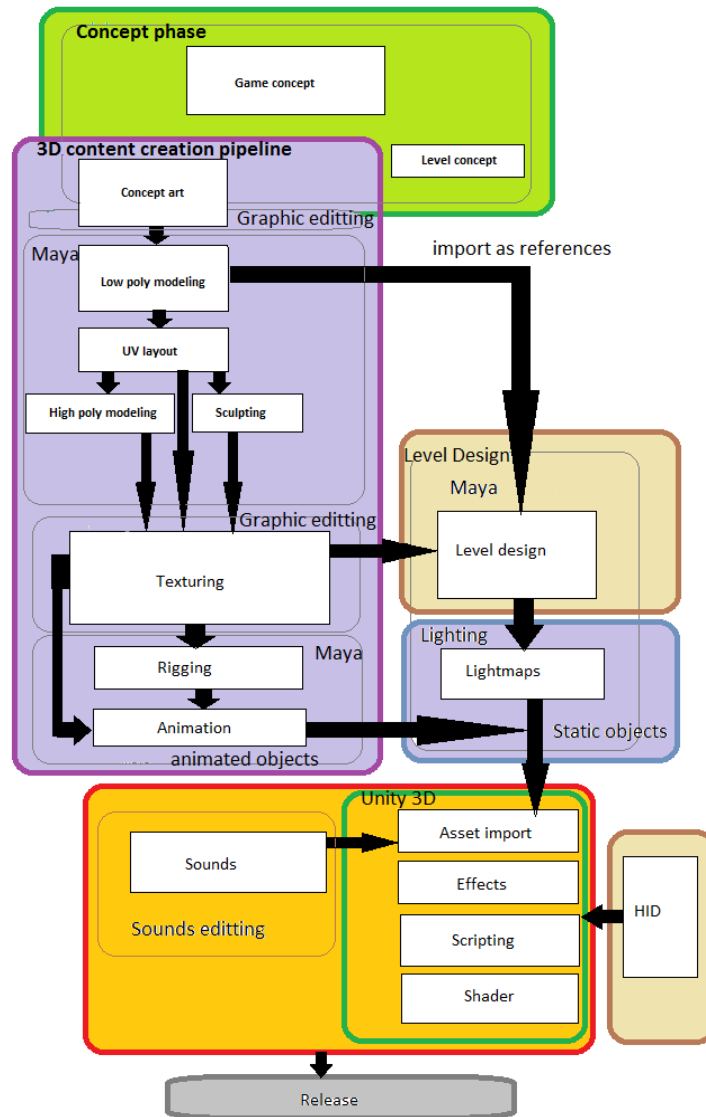 Concept phase
Game concept
Level concept
3D content creation pipeline
Concept art
Graphic editting
Maya
Low poly modeling
import as references
UV layout
High poly modeling
Sculpting
Level Design
Maya
Graphic editting
Level design
Texturing
Lighting
Maya
Rigging
Lightmaps
Animation
Static objects
animated objects
Unity 3D
Asset import
Sounds
Effects
HID
Sounds editting
Scripting
Shader
Release